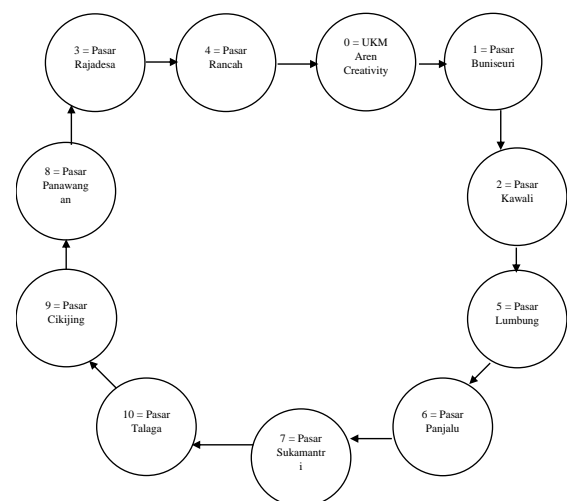 3 = Pasar
Rajadesa
4 = Pasar
Rancah
0 = UKM
Aren
Creativity
1 = Pasar
Buniseuri
8 = Pasar
Panawang
an
2 = Pasar
Kawali
9 = Pasar
Cikijing
5 = Pasar
Lumbung
10 = Pasar
Talaga
7 = Pasar
Sukamantr
i
6 = Pasar
Panjalu